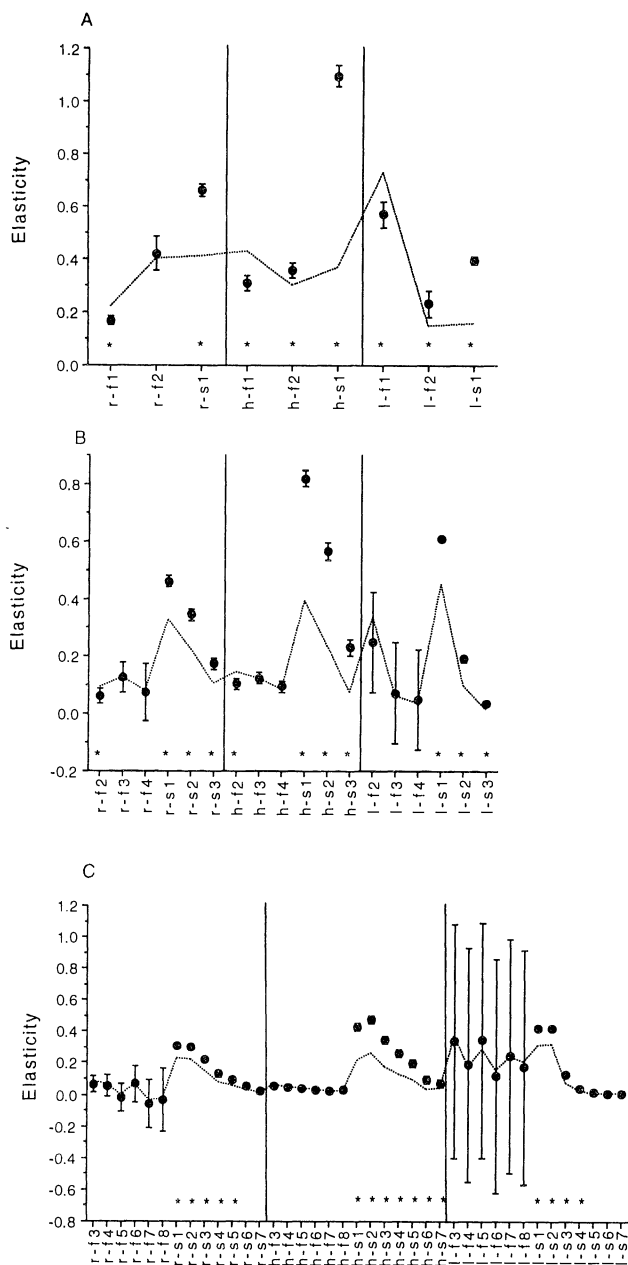 A
1.2
1.0
0.8
0.6
0.4
0.2
0.0
Elasticity
* * * * * * * *
r-f1 r-f2 r-s1 h-f1 h-f2 h-s1 l-f1 l-f2 l-s1
B
0.8
0.6
0.4
0.2
0.0
-0.2
Elasticity
* * * * * * * * * * *
r-f2 r-f3 r-f4 r-s1 r-s2 r-s3 h-f2 h-f3 h-f4 h-s1 h-s2 h-s3 l-f2 l-f3 l-f4 l-s1 l-s2 l-s3
C
1.2
1.0
0.8
0.6
0.4
0.2
0.0
-0.2
-0.4
-0.6
-0.8
Elasticity
* * * * * * * * * * * * * * * *
r-f3 r-f4 r-f5 r-f6 r-f7 r-f8 r-s1 r-s2 r-s3 r-s4 r-s5 r-s6 r-s7 h-f3 h-f4 h-f5 h-f6 h-f7 h-f8 h-s1 h-s2 h-s3 h-s4 h-s5 h-s6 h-s7 l-f3 l-f4 l-f5 l-f6 l-f7 l-f8 l-s1 l-s2 l-s3 l-s4 l-s5 l-s6 l-s7